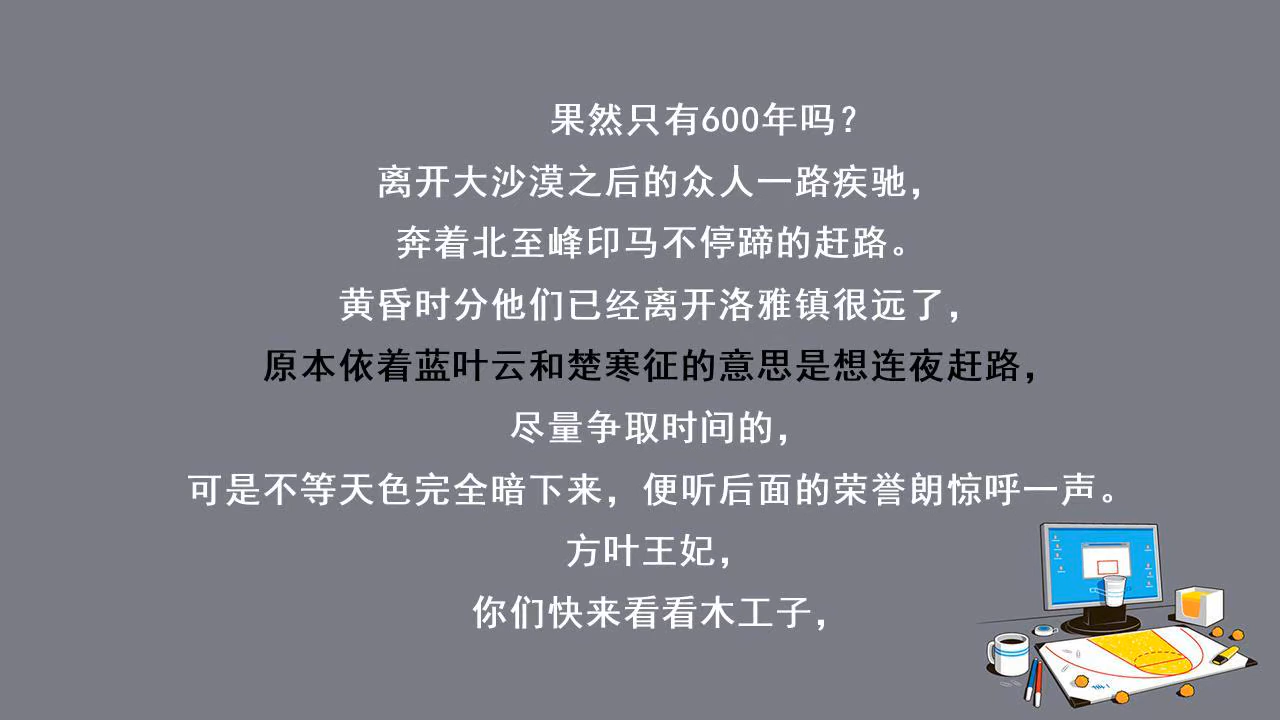 果然只有600年吗？
离开大沙漠之后的众人一路疾驰，
奔着北至峰印马不停蹄的赶路。
黄昏时分他们已经离开洛雅镇很远了，
原本依着蓝叶云和楚寒征的意思是想连夜赶路，
尽量争取时间的，
可是不等天色完全暗下来，便听后面的荣誉朗惊呼一声。
方叶王妃，
你们快来看看木工子，